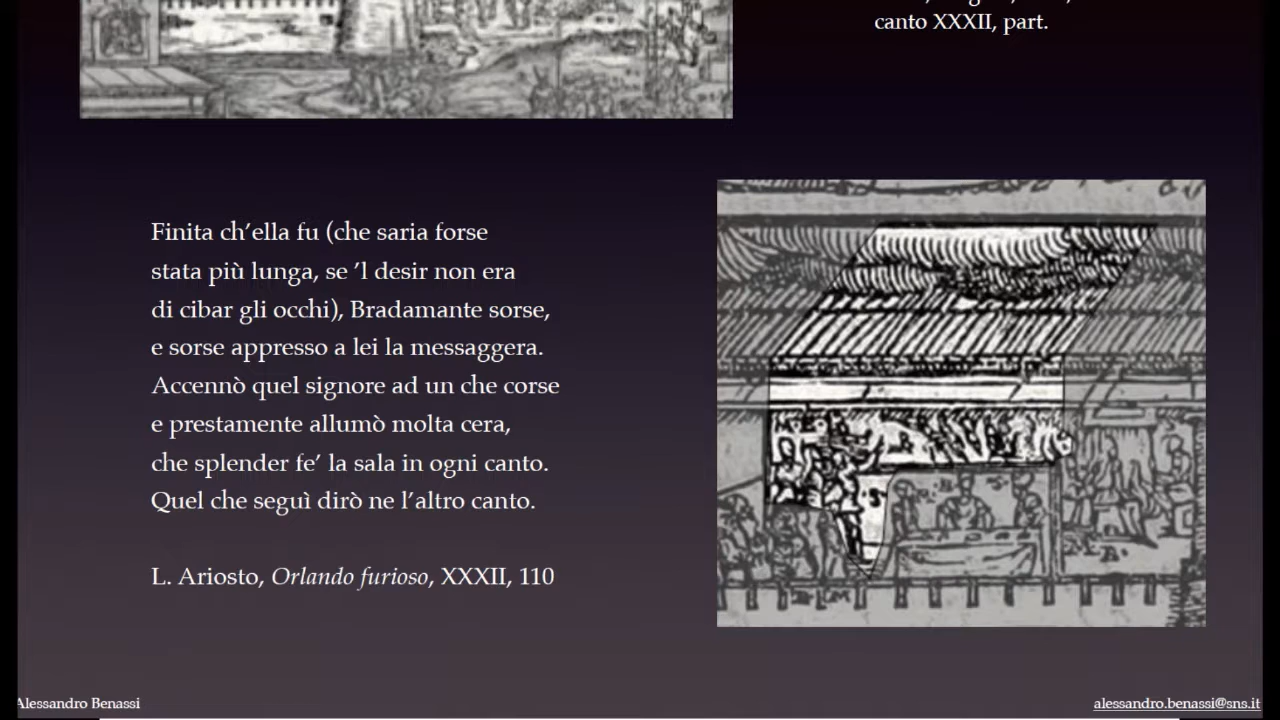 canto XXXII, part.
Finita ch’ella fu (che saria forse
stata più lunga, se ’l desir non era
di cibar gli occhi), Bradamante sorse,
e sorse appresso a lei la messaggera.
Accennò quel signore ad un che corse
e prestamente allumò molta cera,
che splender fe’ la sala in ogni canto.
Quel che seguì dirò ne l’altro canto.
L. Ariosto, Orlando furioso, XXXII, 110
Alessandro Benassi
alessandro.benassi@sns.it